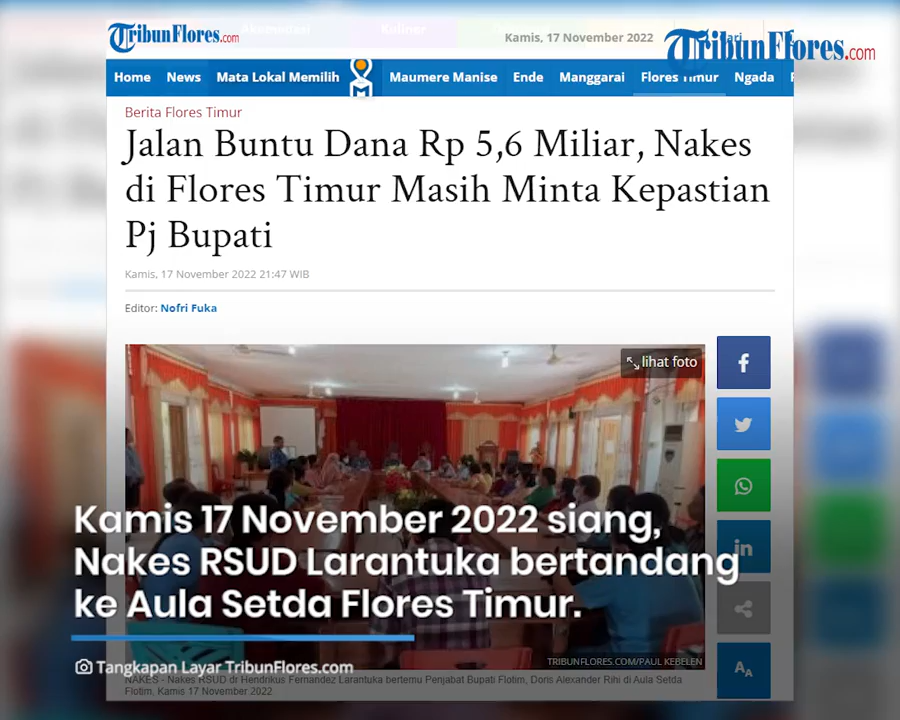 TribunFlores.com
Akomodasi
Kuliner
Kamis, 17 November 2022
TribunFlores.com
Home News Mata Lokal Memilih Maumere Manise Ende Manggarai Flores Timur Ngada
Berita Flores Timur
Jalan Buntu Dana Rp 5,6 Miliar, Nakes
di Flores Timur Masih Minta Kepastian
Pj Bupati
Kamis, 17 November 2022 21:47 WIB
Editor: Nofri Fuka
lihat foto
Kamis 17 November 2022 siang,
Nakes RSUD Larantuka bertandang
ke Aula Setda Flores Timur.
in
TRIBUNFLORES.COM/PAUL KEBELEN
AA
Tangkapan Layar TribunFlores.com
NAKES - Nakes RSUD dr Hendrikus Fernandez Larantuka bertemu Penjabat Bupati Flotim, Doris Alexander Rihi di Aula Setda
Flotim, Kamis 17 November 2022